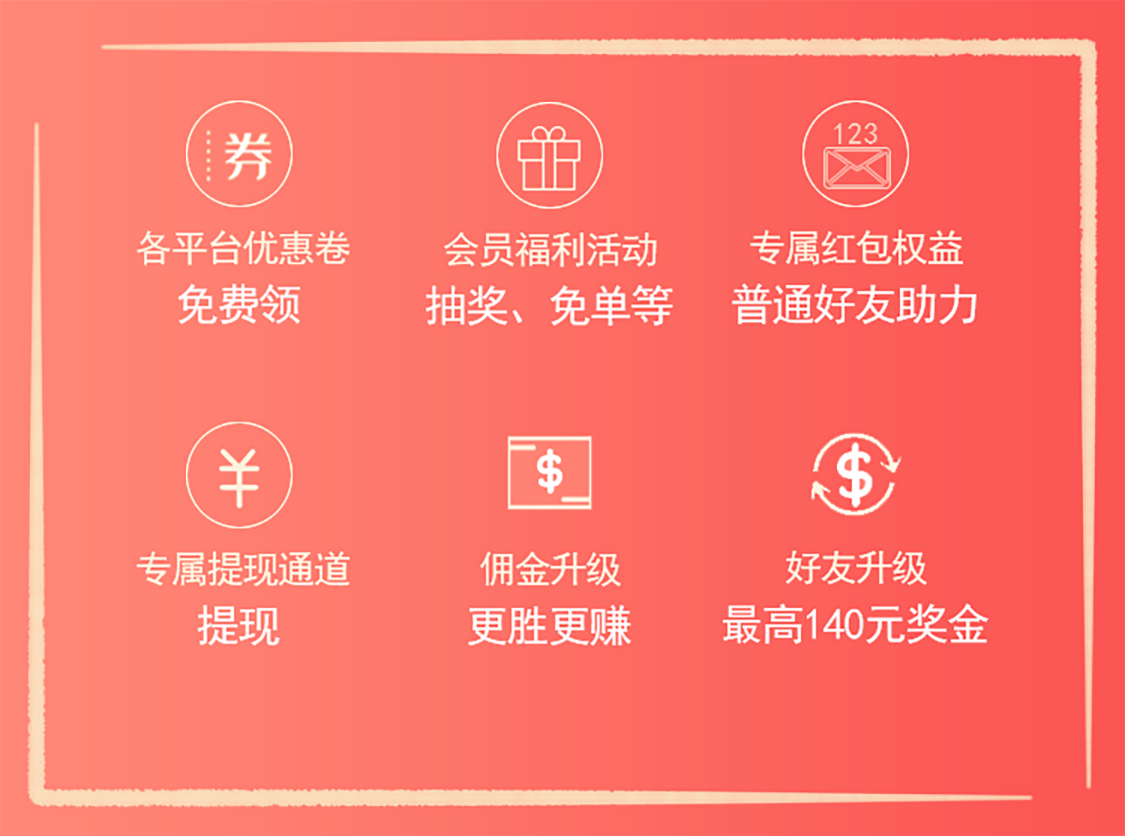 券
123
各平台优惠卷
免费领
会员福利活动
抽奖、免单等
专属红包权益
普通好友助力
¥
$
$
专属提现通道
提现
佣金升级
更胜更赚
好友升级
最高140元奖金